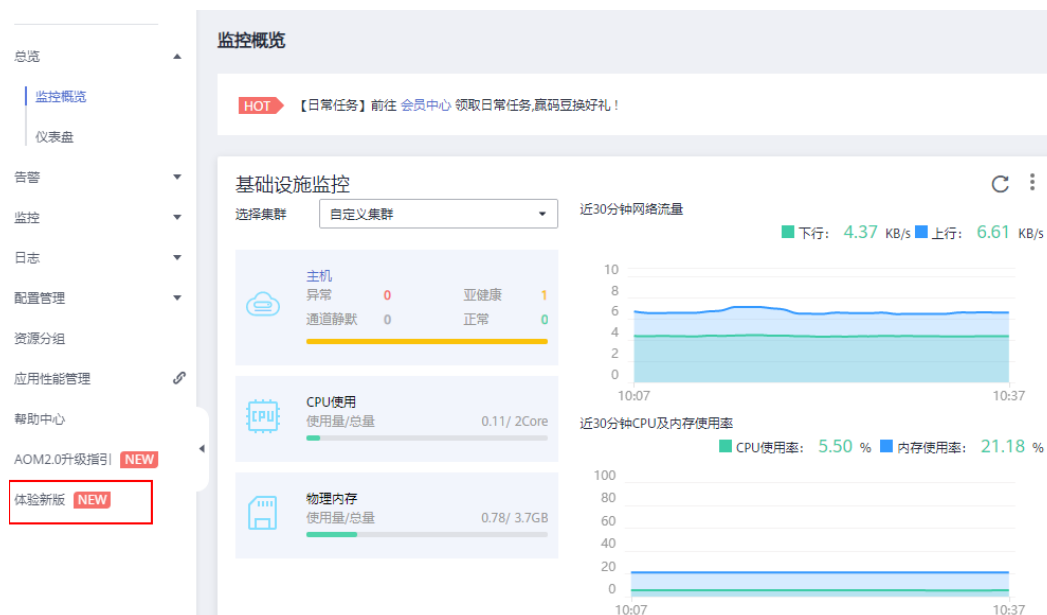 总览
监控概览
仪表盘
告警
监控
日志
配置管理
资源分组
应用性能管理
帮助中心
AOM2.0升级指引 NEW
体验新版 NEW
监控概览
HOT 【日常任务】前往 会员中心 领取日常任务,赢码豆换好礼！
基础设施监控
选择集群 自定义集群
主机
异常 0 亚健康 1
通道静默 0 正常 0
CPU
CPU使用
使用量/总量 0.11/ 2Core
物理内存
使用量/总量 0.78/ 3.7GB
近30分钟网络流量
下行： 4.37 KB/s 上行： 6.61 KB/s
10
8
6
4
2
0
10:07 10:37
近30分钟CPU及内存使用率
CPU使用率： 5.50 % 内存使用率： 21.18 %
100
80
60
40
20
0
10:07 10:37